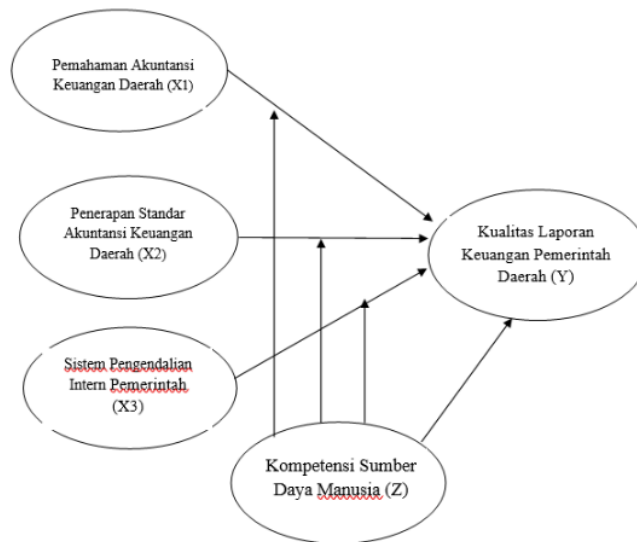 Pemahaman Akuntansi
Keuangan Daerah (X1)
Penerapan Standar
Akuntansi Keuangan
Daerah (X2)
Kualitas Laporan
Keuangan Pemerintah
Daerah (Y)
Sistem Pengendalian
Intern Pemerintah
(X3)
Kompetensi Sumber
Daya Manusia (Z)